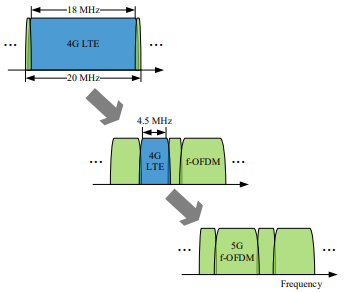 18 MHz
4G LTE
... ...
20 MHz
4.5 MHz
4G
LTE
f-OFDM
... ...
5G
f-OFDM
... ...
Frequency